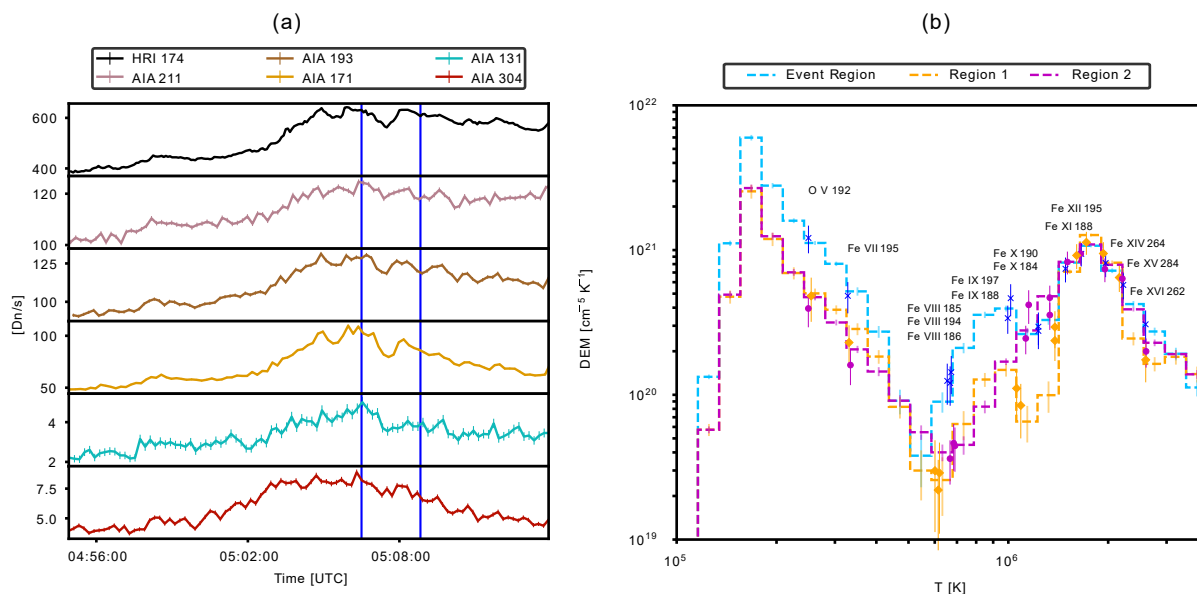 (a)
HRI 174
AIA 193
AIA 131
AIA 211
AIA 171
AIA 304
600
400
120
100
125
100
100
50
4
2
7.5
5.0
[Dn/s]
04:56:00
05:02:00
05:08:00
Time [UTC]
(b)
Event Region
Region 1
Region 2
10²²
10²¹
10²⁰
10¹⁹
DEM [cm⁻⁵ K⁻¹]
O V 192
Fe VII 195
Fe XII 195
Fe XI 188
Fe X 190
Fe X 184
Fe XIV 264
Fe XV 284
Fe XVI 262
Fe IX 197
Fe IX 188
Fe VIII 185
Fe VIII 194
Fe VIII 186
10⁵
10⁶
T [K]